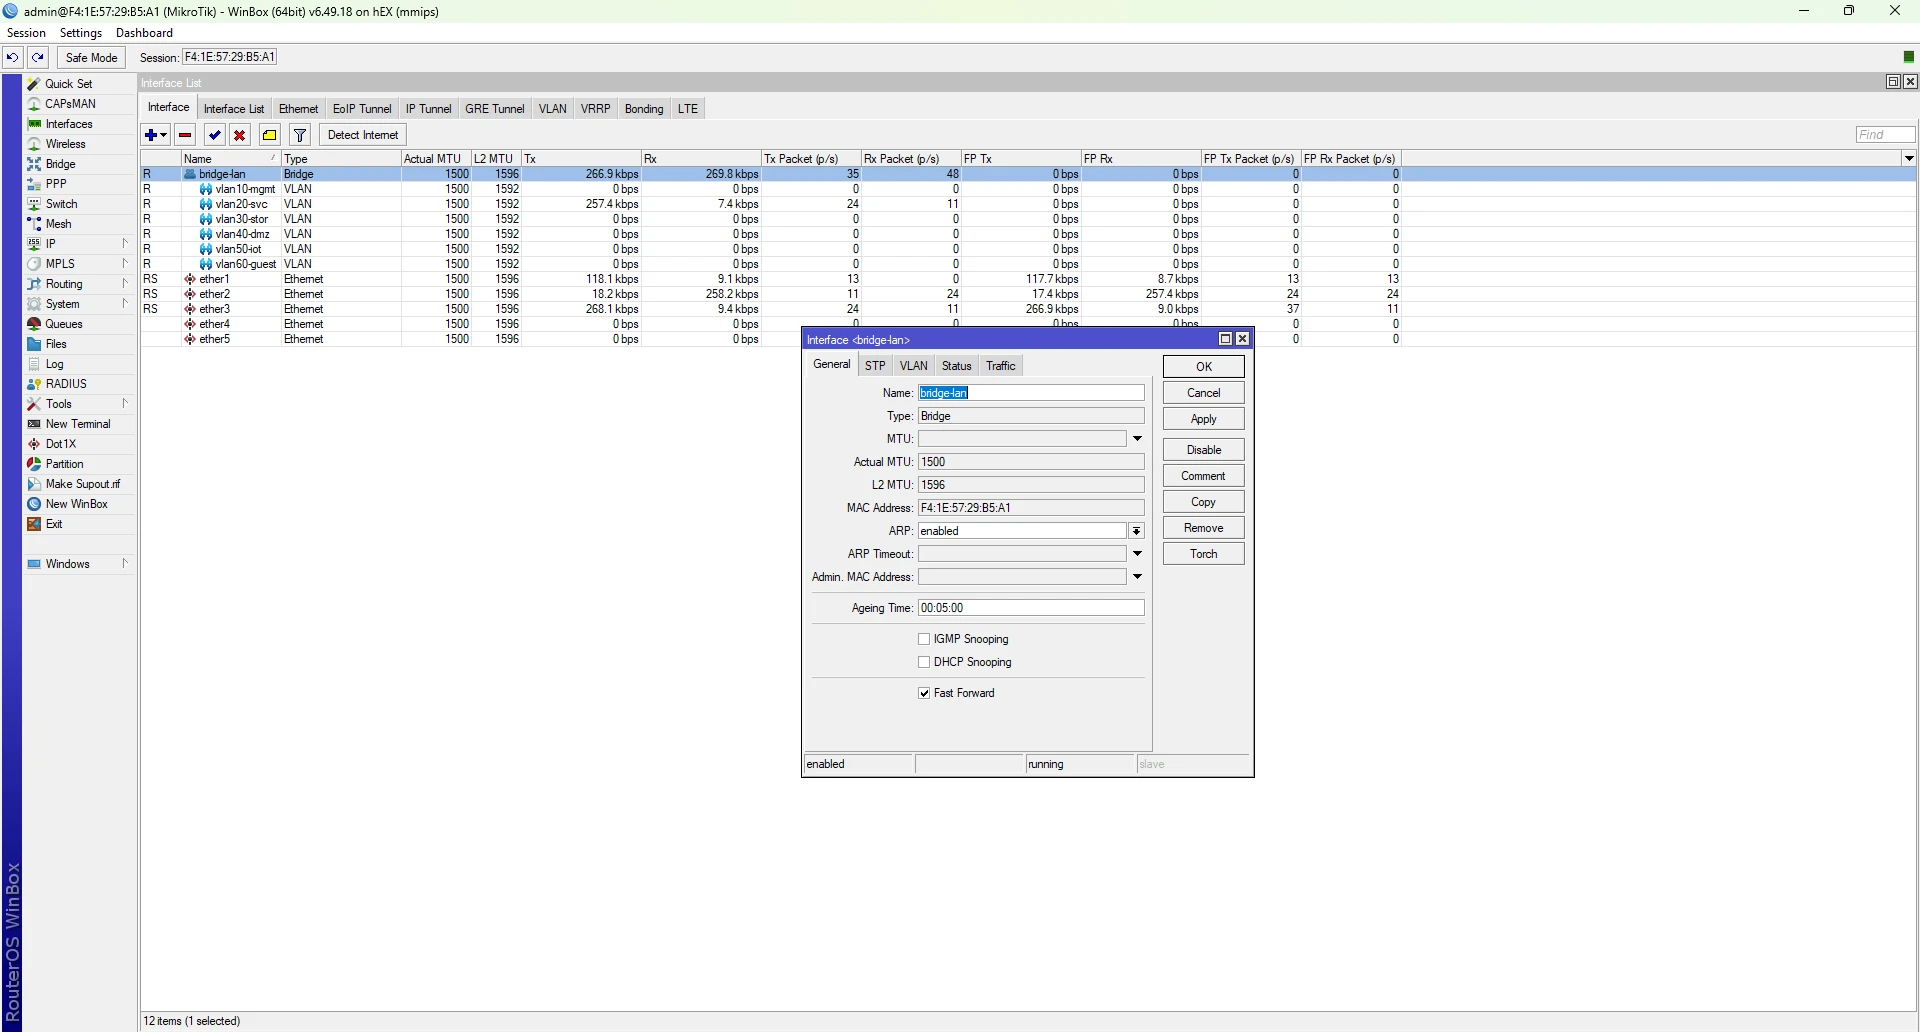 admin@F4:1E:57:29:B5:A1 (MikroTik) - WinBox (64bit) v6.49.18 on hEX (mmips)
Session Settings Dashboard
Safe Mode Session: F4:1E:57:29:B5:A1
Quick Set
CAPsMAN
Interfaces
Wireless
Bridge
PPP
Switch
Mesh
IP
MPLS
Routing
System
Queues
Files
Log
RADIUS
Tools
New Terminal
Dot1X
Partition
Make Supout.rif
New WinBox
Exit
Windows
RouterOS WinBox
Interface List
Interface Interface List Ethernet EoIP Tunnel IP Tunnel GRE Tunnel VLAN VRRP Bonding LTE
Detect Internet Find
Name Type Actual MTU L2 MTU Tx Rx Tx Packet (p/s) Rx Packet (p/s) FP Tx FP Rx FP Tx Packet (p/s) FP Rx Packet (p/s)
R bridge-lan Bridge 1500 1596 266.9 kbps 269.8 kbps 35 48 0 bps 0 bps 0 0
R vlan10-mgmt VLAN 1500 1592 0 bps 0 bps 0 0 0 bps 0 bps 0 0
R vlan20-svc VLAN 1500 1592 257.4 kbps 7.4 kbps 24 11 0 bps 0 bps 0 0
R vlan30-stor VLAN 1500 1592 0 bps 0 bps 0 0 0 bps 0 bps 0 0
R vlan40-dmz VLAN 1500 1592 0 bps 0 bps 0 0 0 bps 0 bps 0 0
R vlan50-iot VLAN 1500 1592 0 bps 0 bps 0 0 0 bps 0 bps 0 0
R vlan60-guest VLAN 1500 1592 0 bps 0 bps 0 0 0 bps 0 bps 0 0
RS ether1 Ethernet 1500 1596 118.1 kbps 9.1 kbps 13 0 117.7 kbps 8.7 kbps 13 13
RS ether2 Ethernet 1500 1596 18.2 kbps 258.2 kbps 11 24 17.4 kbps 257.4 kbps 24 24
RS ether3 Ethernet 1500 1596 268.1 kbps 9.4 kbps 24 11 266.9 kbps 9.0 kbps 37 11
ether4 Ethernet 1500 1596 0 bps 0 bps 0 0 0 bps 0 bps 0 0
ether5 Ethernet 1500 1596 0 bps 0 bps 0 0
Interface <bridge-lan>
General STP VLAN Status Traffic
Name: bridge-lan
Type: Bridge
MTU:
Actual MTU: 1500
L2 MTU: 1596
MAC Address: F4:1E:57:29:B5:A1
ARP: enabled
ARP Timeout:
Admin. MAC Address:
Ageing Time: 00:05:00
IGMP Snooping
DHCP Snooping
Fast Forward
OK
Cancel
Apply
Disable
Comment
Copy
Remove
Torch
enabled running slave
12 items (1 selected)